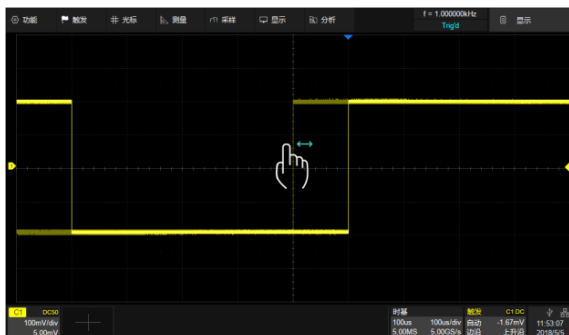 功能 触发 光标 测量 采样 显示 分析
f = 1.000000kHz
Trig'd
显示
C1 DC50
100mV/div
5.00mV
时基
100us 100us/div
5.00MS 5.00GS/s
触发 C1 DC
自动 -1.67mV
边沿 上升沿
11:53:07
2018/5/5